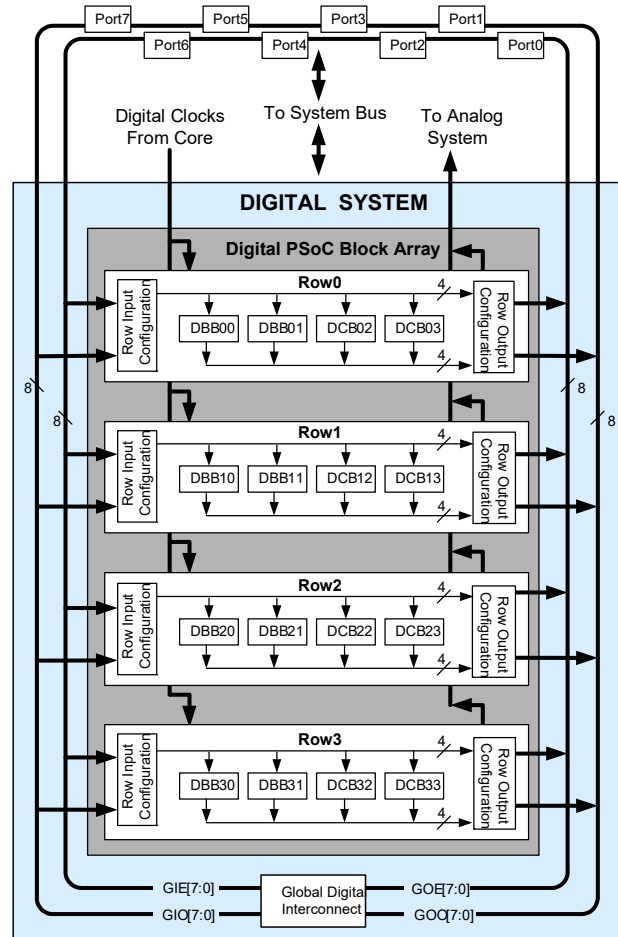 Port7
Port5
Port3
Port1
Port6
Port4
Port2
Port0
Digital Clocks
From Core
To System Bus
To Analog
System
DIGITAL SYSTEM
Digital PSoC Block Array
Row0
Row Input
Configuration
4
DBB00
DBB01
DCB02
DCB03
4
Row Output
Configuration
8
8
8
8
Row1
Row Input
Configuration
4
DBB10
DBB11
DCB12
DCB13
4
Row Output
Configuration
Row2
Row Input
Configuration
4
DBB20
DBB21
DCB22
DCB23
4
Row Output
Configuration
Row3
Row Input
Configuration
4
DBB30
DBB31
DCB32
DCB33
4
Row Output
Configuration
GIE[7:0]
GIO[7:0]
Global Digital
Interconnect
GOE[7:0]
GOO[7:0]